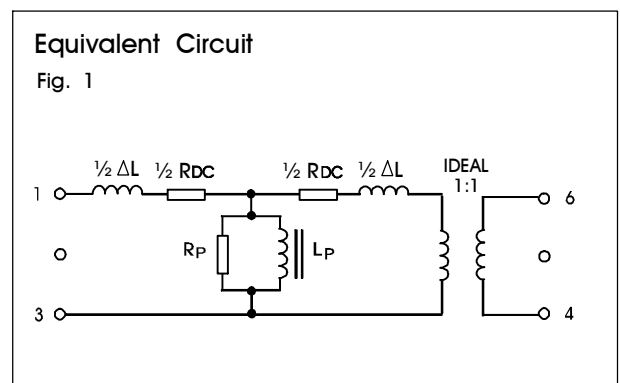 Equivalent Circuit
Fig. 1
½ ΔL ½ RDC ½ RDC ½ ΔL IDEAL
1:1
1 6
RP LP
3 4